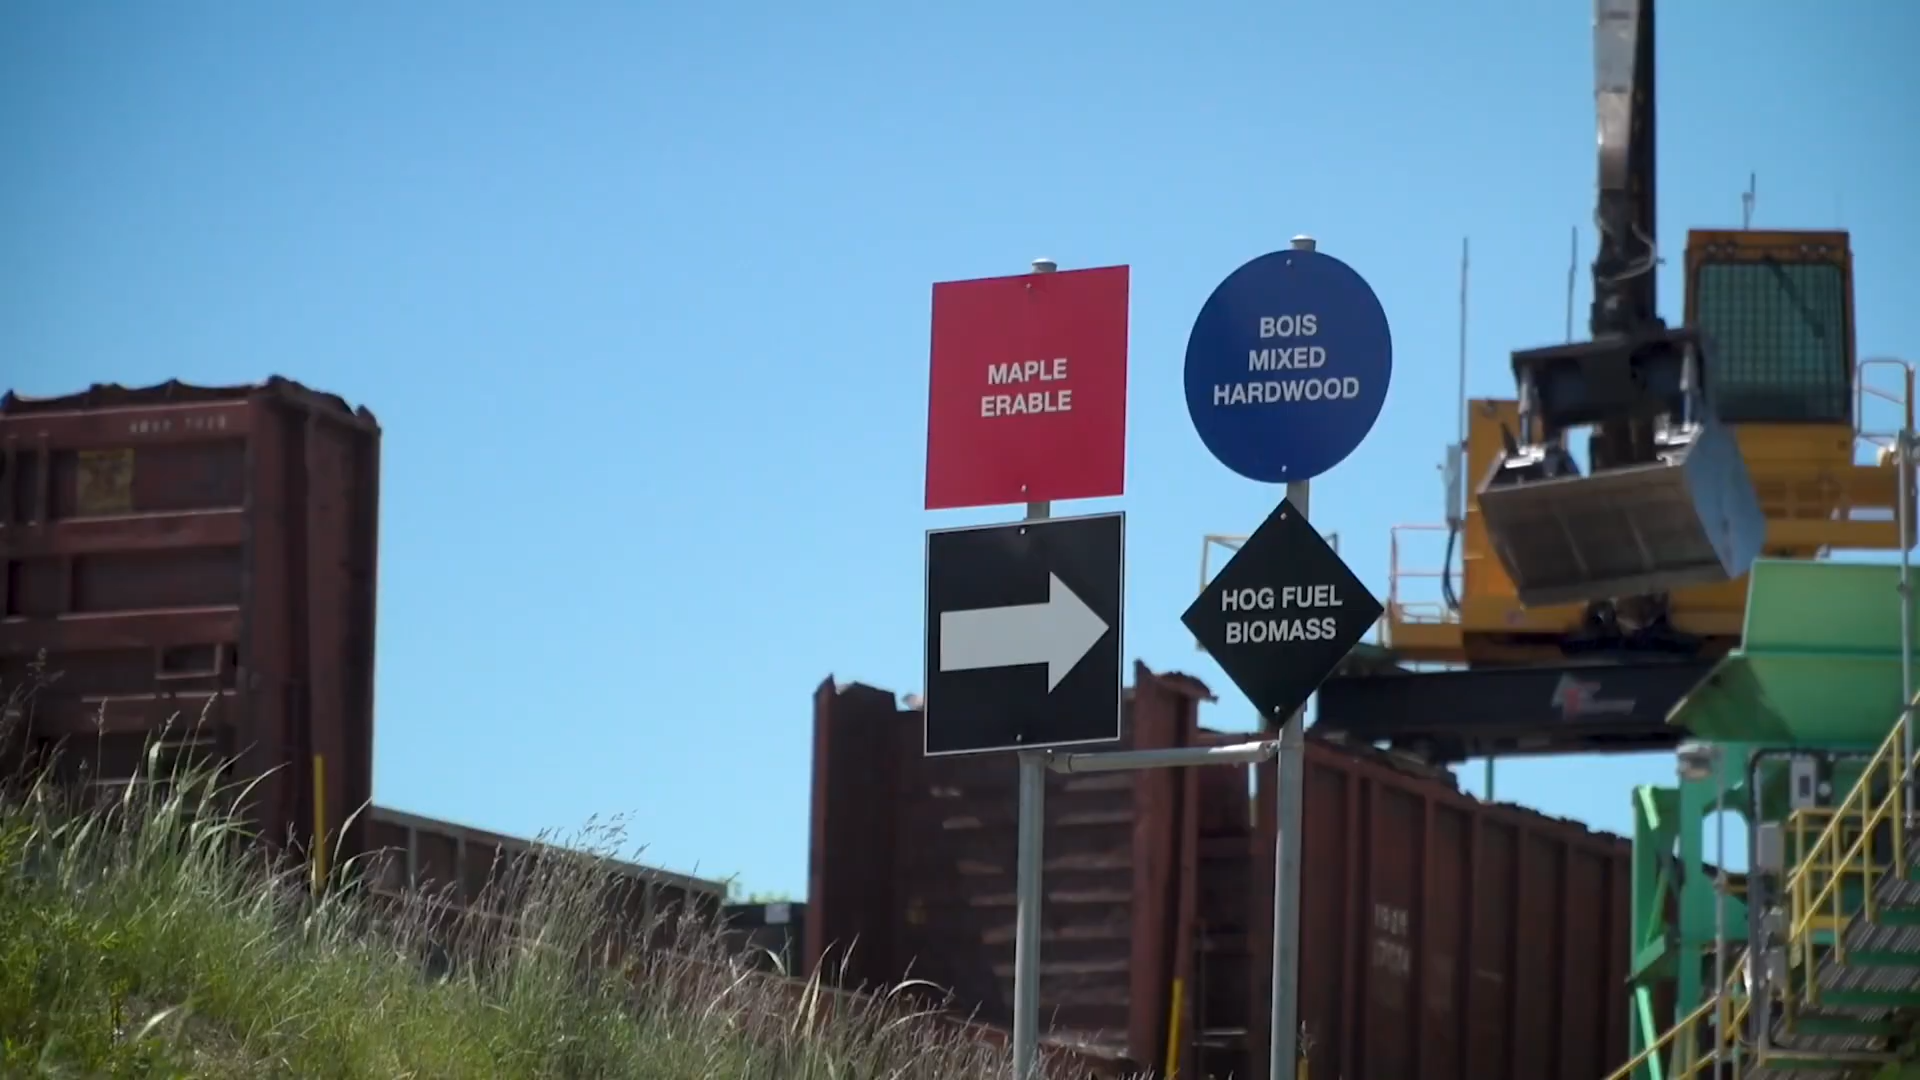 MAPLE
ERABLE
BOIS
MIXED
HARDWOOD
HOG FUEL
BIOMASS